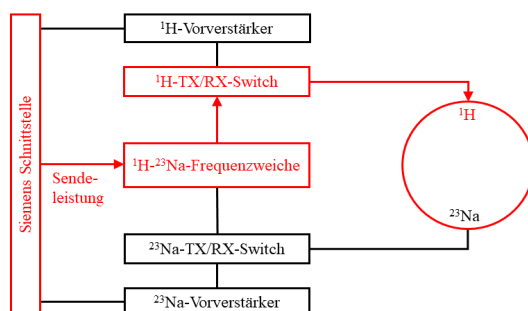 ¹H-Vorverstärker
¹H-TX/RX-Switch
¹H
Siemens Schnittstelle
¹H-²³Na-Frequenzweiche
Sende-
leistung
²³Na
²³Na-TX/RX-Switch
²³Na-Vorverstärker